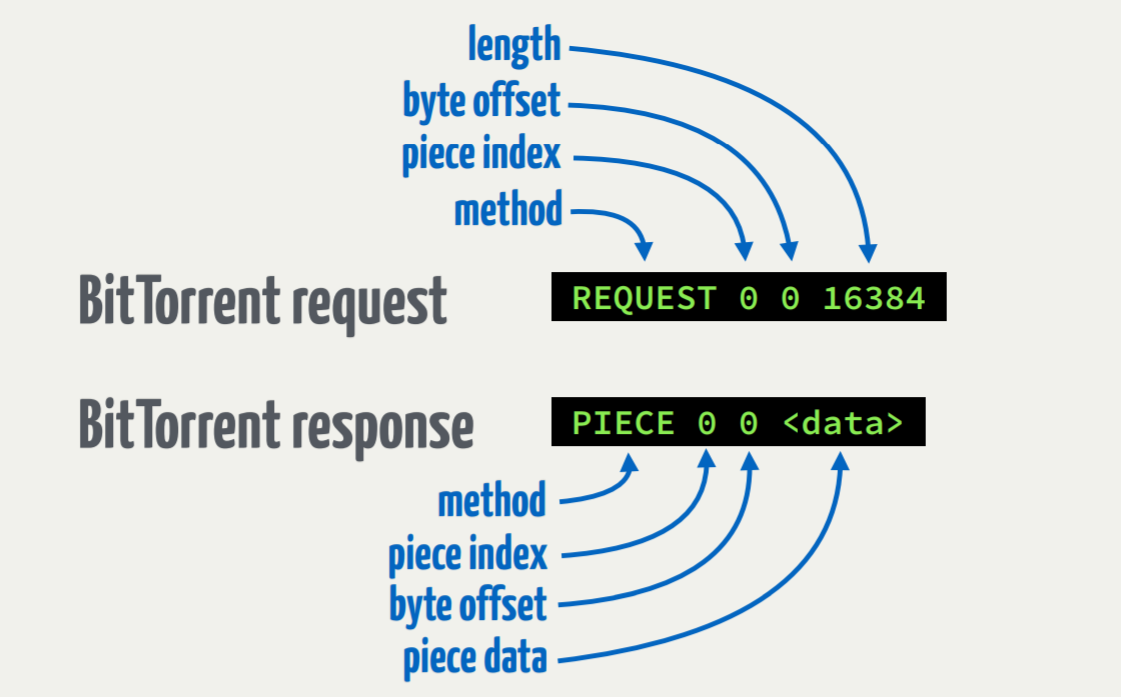 length
byte offset
piece index
method
BitTorrent request
REQUEST 0 0 16384
BitTorrent response
PIECE 0 0 <data>
method
piece index
byte offset
piece data